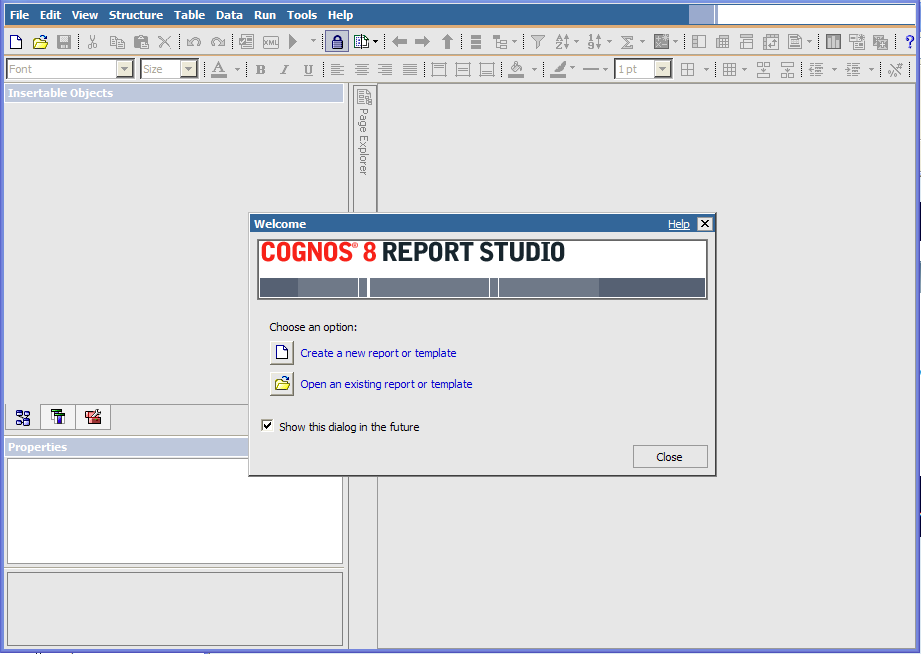 File Edit View Structure Table Data Run Tools Help
XML
?
Font Size A B I U 1 pt
Insertable Objects
Page Explorer
Welcome Help
COGNOS® 8 REPORT STUDIO
Choose an option:
Create a new report or template
Open an existing report or template
Show this dialog in the future
Close
Properties